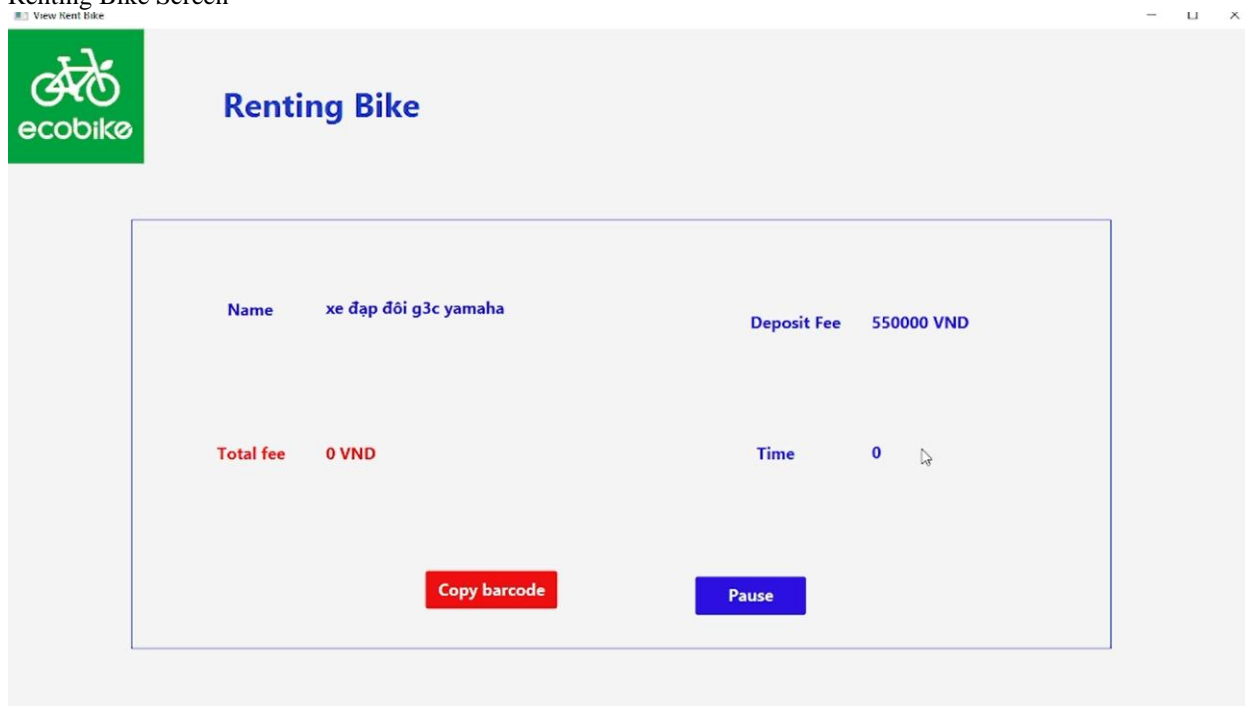 Renting Bike Screen
View Rent Bike
ecobike
Renting Bike
Name xe đạp đôi g3c yamaha
Deposit Fee 550000 VND
Total fee 0 VND
Time 0
Copy barcode
Pause